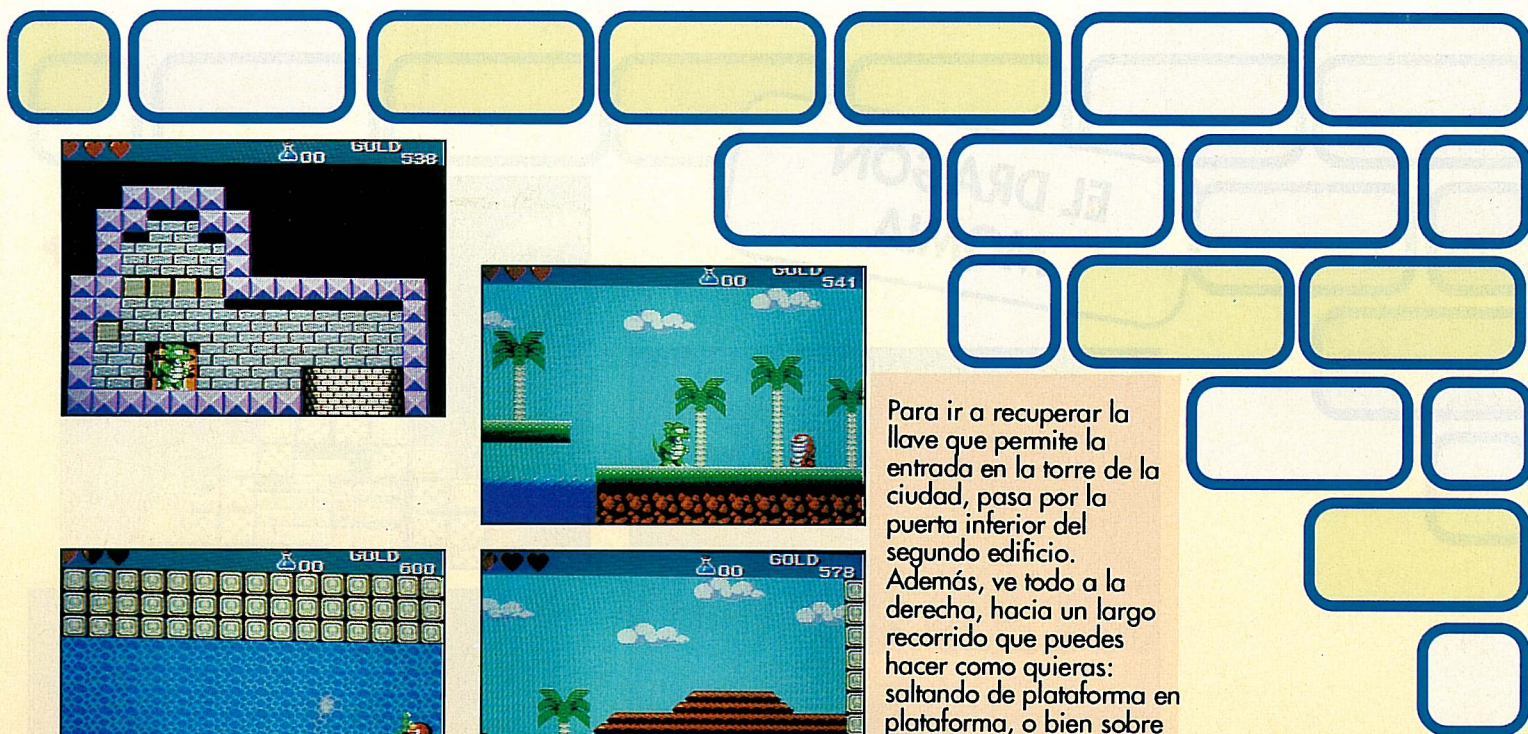 GOLD
00
538
GOLD
00
541
GOLD
00
600
GOLD
00
578
Para ir a recuperar la
llave que permite la
entrada en la torre de la
ciudad, pasa por la
puerta inferior del
segundo edificio.
Además, ve todo a la
derecha, hacia un largo
recorrido que puedes
hacer como quieras:
saltando de plataforma en
plataforma, o bien sobre
EL DRAGON